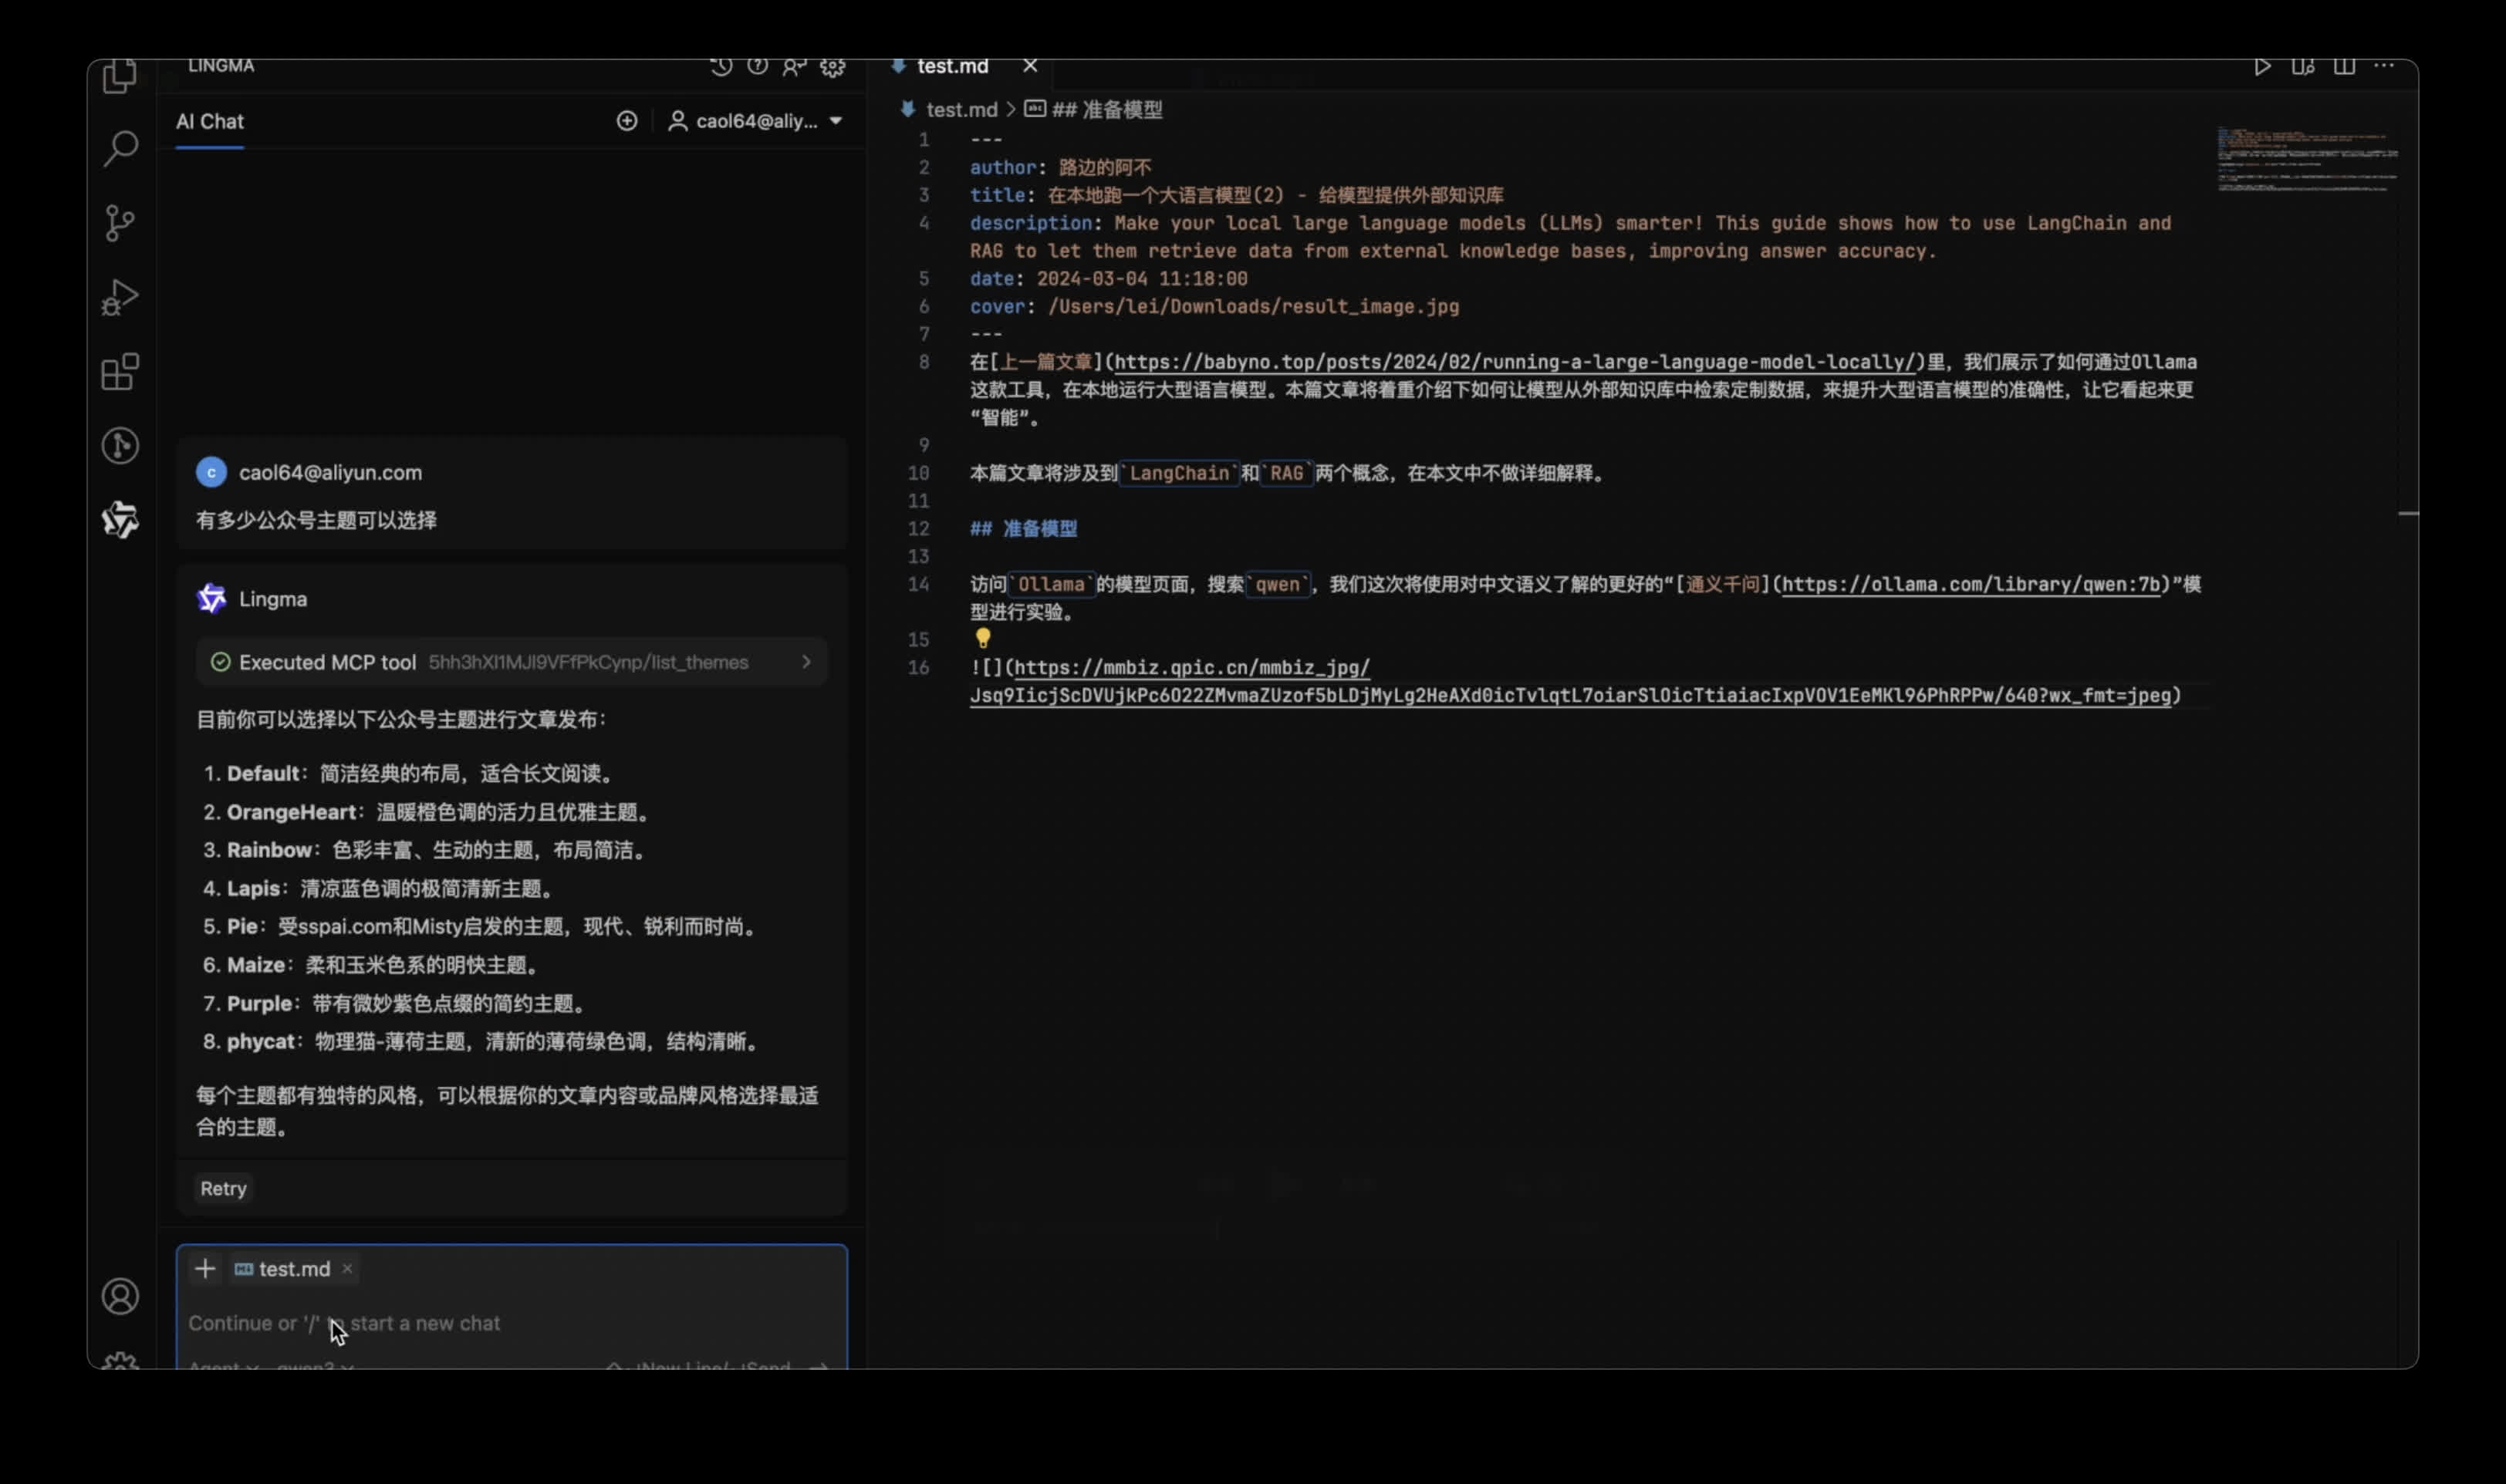 LINGMA
AI Chat
caol64@aliy...
caol64@aliyun.com
有多少公众号主题可以选择
Lingma
Executed MCP tool 5hh3hXI1MJI9VFfPkCynp/list_themes
目前你可以选择以下公众号主题进行文章发布：
1. Default：简洁经典的布局，适合长文阅读。
2. OrangeHeart：温暖橙色调的活力且优雅主题。
3. Rainbow：色彩丰富、生动的主题，布局简洁。
4. Lapis：清凉蓝色调的极简清新主题。
5. Pie：受sspai.com和Misty启发的主题，现代、锐利而时尚。
6. Maize：柔和玉米色系的明快主题。
7. Purple：带有微妙紫色点缀的简约主题。
8. phycat：物理猫-薄荷主题，清新的薄荷绿色调，结构清晰。
每个主题都有独特的风格，可以根据你的文章内容或品牌风格选择最适
合的主题。
Retry
test.md
Continue or '/' to start a new chat
Agent qwen3 New Line/ Send
test.md
test.md > ## 准备模型
1 ---
2 author: 路边的阿不
3 title: 在本地跑一个大语言模型(2) - 给模型提供外部知识库
4 description: Make your local large language models (LLMs) smarter! This guide shows how to use LangChain and
RAG to let them retrieve data from external knowledge bases, improving answer accuracy.
5 date: 2024-03-04 11:18:00
6 cover: /Users/lei/Downloads/result_image.jpg
7 ---
8 在[上一篇文章](https://babyno.top/posts/2024/02/running-a-large-language-model-locally/)里，我们展示了如何通过Ollama
这款工具，在本地运行大型语言模型。本篇文章将着重介绍下如何让模型从外部知识库中检索定制数据，来提升大型语言模型的准确性，让它看起来更
“智能”。
9
10 本篇文章将涉及到`LangChain`和`RAG`两个概念，在本文中不做详细解释。
11
12 ## 准备模型
13
14 访问`Ollama`的模型页面，搜索`qwen`，我们这次将使用对中文语义了解的更好的“[通义千问](https://ollama.com/library/qwen:7b)”模
型进行实验。
15
16 ![](https://mmbiz.qpic.cn/mmbiz_jpg/
Jsq9IicjScDVUjkPc6O22ZMvmaZUzof5bLDjMyLg2HeAXd0icTvlqtL7oiarSlOicTtiaiacIxpVOV1EeMKl96PhRPPw/640?wx_fmt=jpeg)